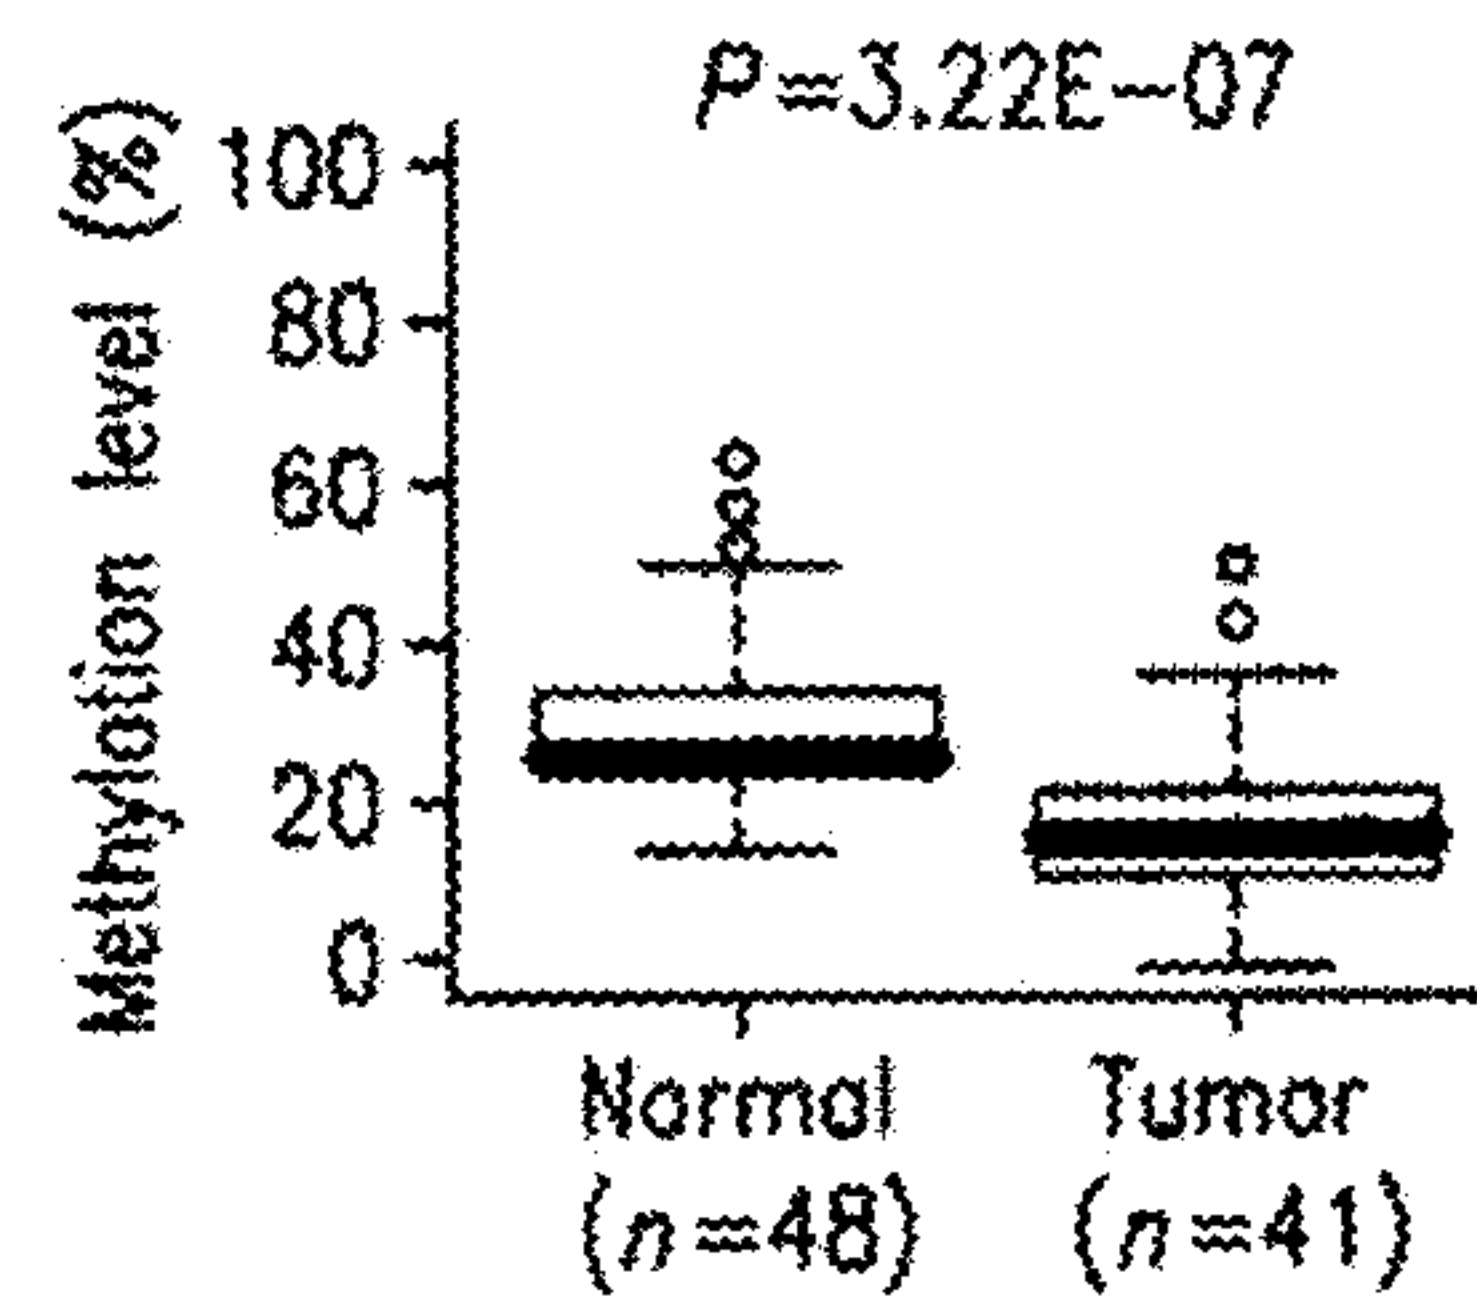 P=3.22E-07
Methylation level (%)
100
80
60
40
20
0
Normal Tumor
(n=48) (n=41)